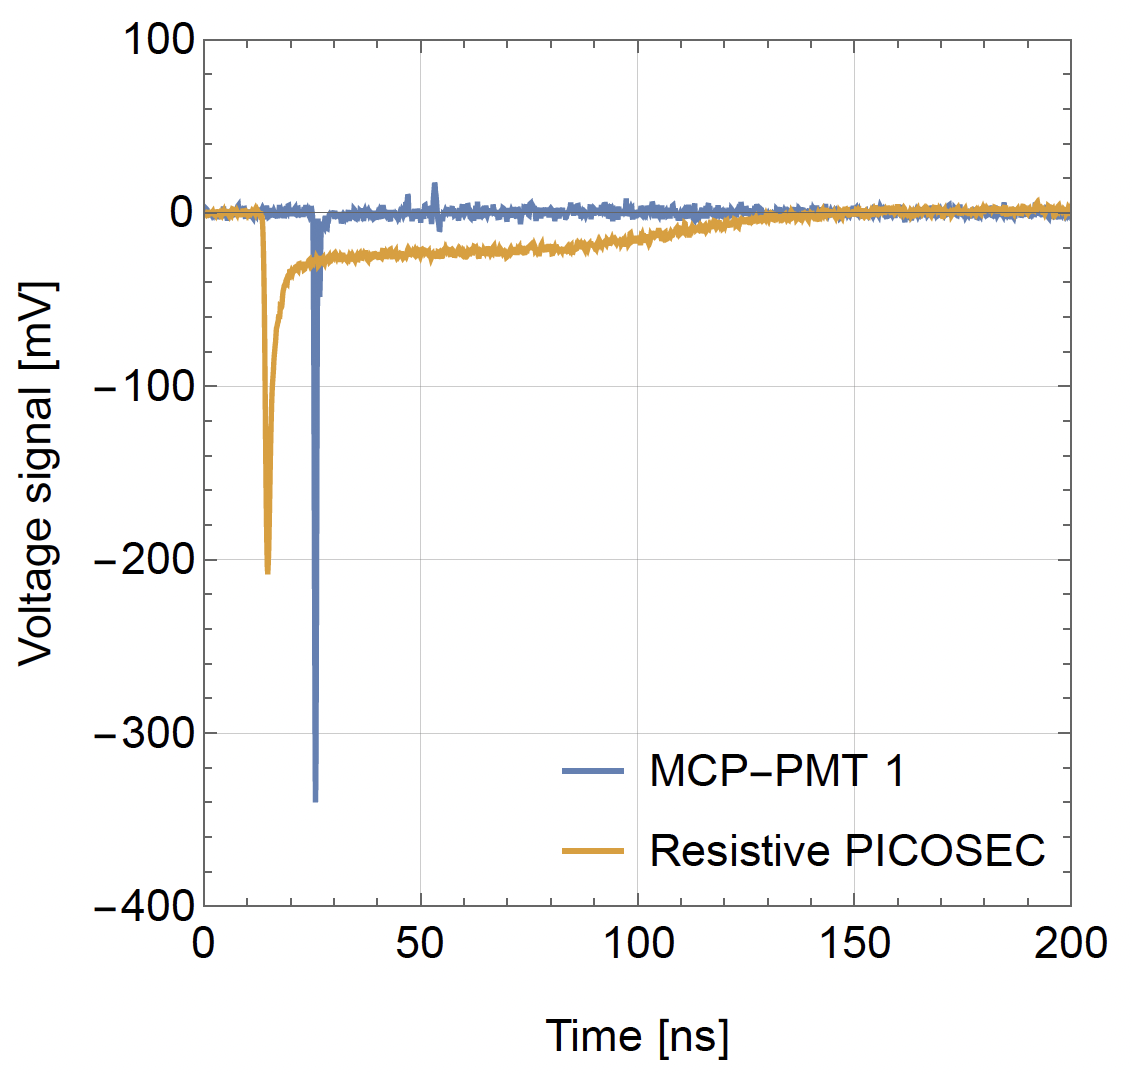 100
0
−100
−200
−300
−400
Voltage signal [mV]
MCP−PMT 1
Resistive PICOSEC
0 50 100 150 200
Time [ns]